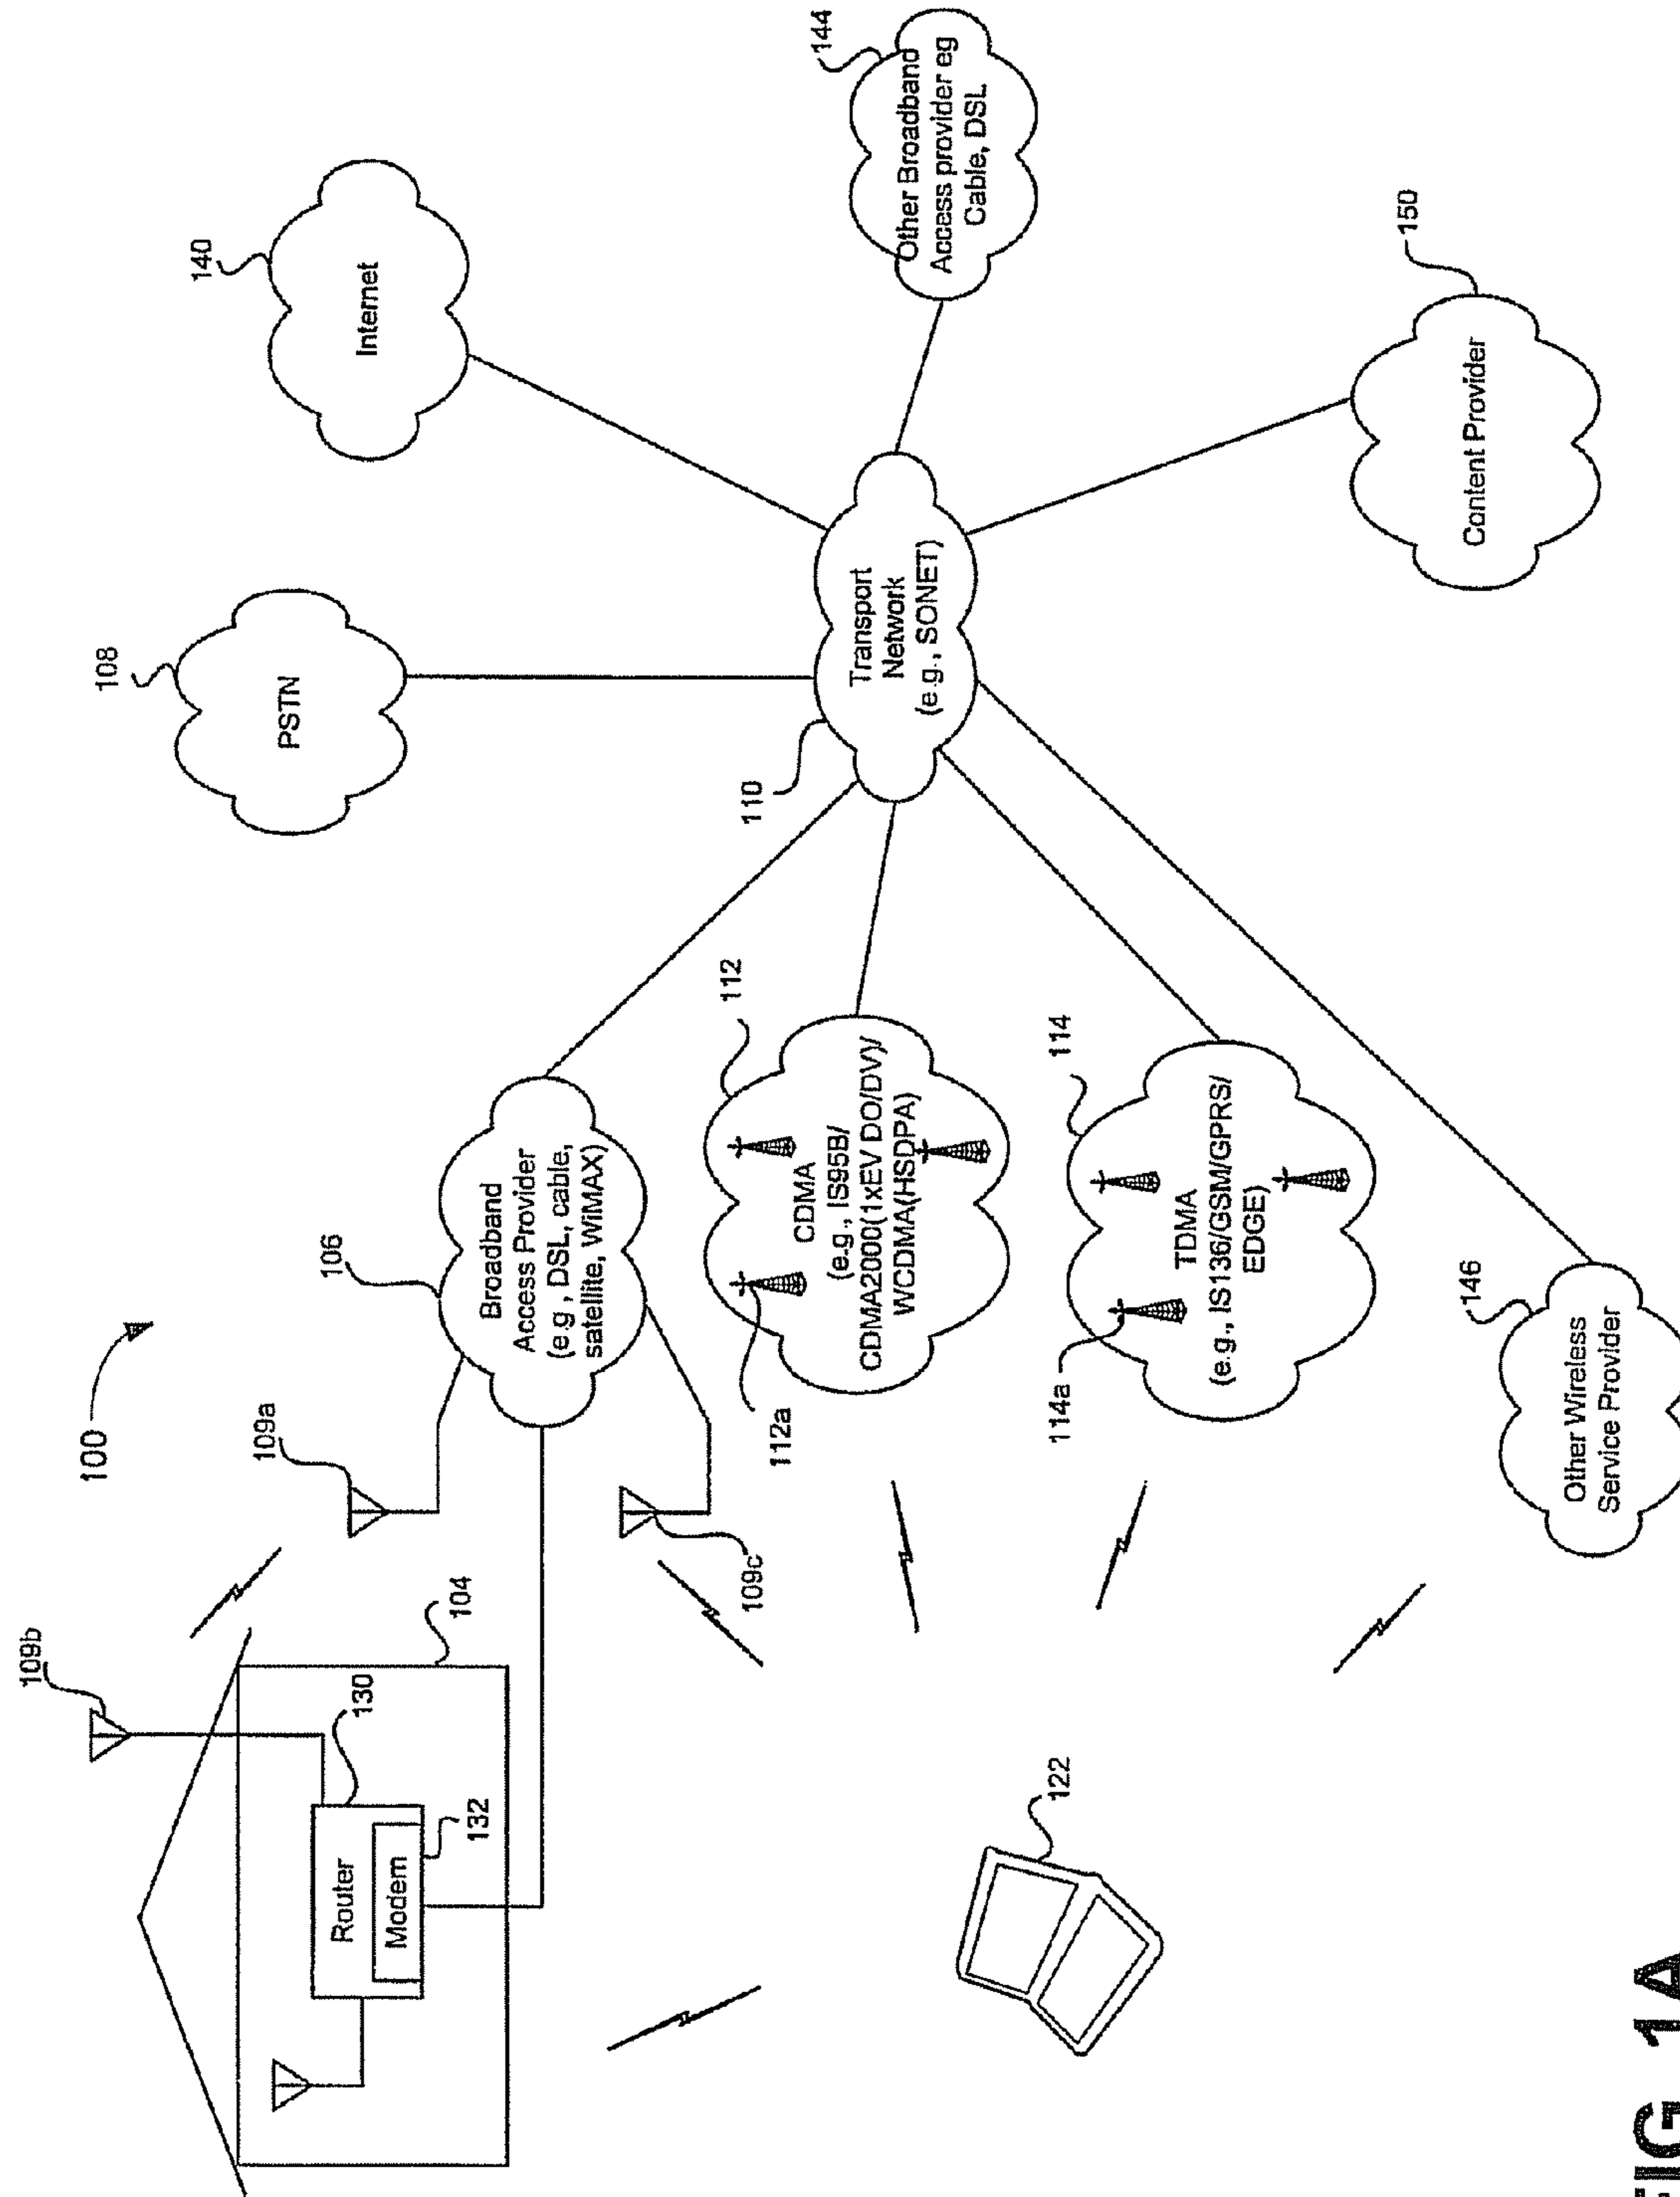 109b
100
108
140
109a
PSTN
106
Router
Internet
130
Modem
104
132
Broadband
Access Provider
(e.g., DSL, cable,
satellite, WiMAX)
112
110
109c
112a
CDMA
(e.g., IS95B/
CDMA2000(1xEV DO/DV)/
WCDMA(HSDPA)
144
Transport
Network
(e.g., SONET)
Other Broadband
Access provider eg
Cable, DSL
122
114a
114
TDMA
(e.g., IS136/GSM/GPRS/
EDGE)
150
146
Content Provider
Other Wireless
Service Provider
FIG 1A